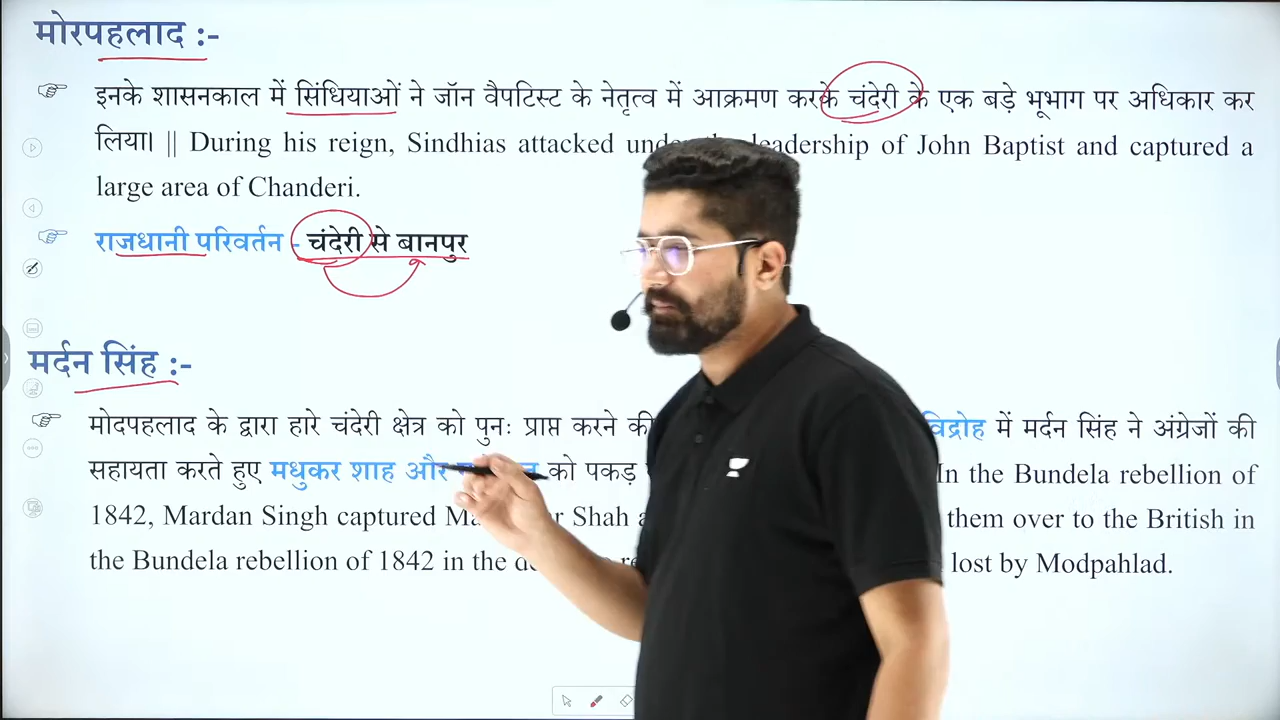 मोरपहलाद :-
इनके शासनकाल में सिंधियाओं ने जॉन वैपटिस्ट के नेतृत्व में आक्रमण करके चंदेरी के एक बड़े भूभाग पर अधिकार कर
लिया। || During his reign, Sindhias attacked leadership of John Baptist and captured a
large area of Chanderi.
राजधानी परिवर्तन - चंदेरी से बानपुर
मर्दन सिंह :-
मोदपहलाद के द्वारा हारे चंदेरी क्षेत्र को पुनः प्राप्त करने की विद्रोह में मर्दन सिंह ने अंग्रेजों की
सहायता करते हुए मधुकर शाह और को पकड़ In the Bundela rebellion of
1842, Mardan Singh captured Shah them over to the British in
the Bundela rebellion of 1842 in the lost by Modpahlad.